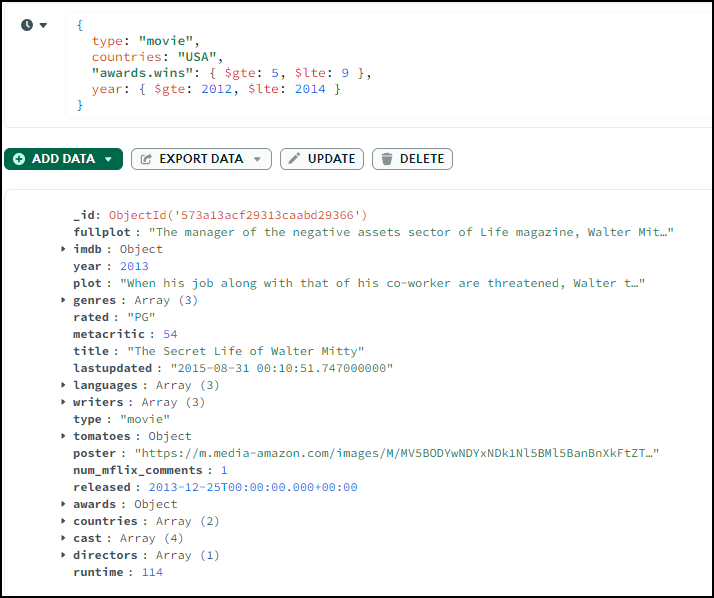 {
type: "movie",
countries: "USA",
"awards.wins": { $gte: 5, $lte: 9 },
year: { $gte: 2012, $lte: 2014 }
}
ADD DATA EXPORT DATA UPDATE DELETE
_id: ObjectId('573a13acf29313caabd29366')
fullplot : "The manager of the negative assets sector of Life magazine, Walter Mit…"
imdb : Object
year : 2013
plot : "When his job along with that of his co-worker are threatened, Walter t…"
genres : Array (3)
rated : "PG"
metacritic : 54
title : "The Secret Life of Walter Mitty"
lastupdated : "2015-08-31 00:10:51.747000000"
languages : Array (3)
writers : Array (3)
type : "movie"
tomatoes : Object
poster : "https://m.media-amazon.com/images/M/MV5BODYwNDYxNDk1Nl5BMl5BanBnXkFtZT…"
num_mflix_comments : 1
released : 2013-12-25T00:00:00.000+00:00
awards : Object
countries : Array (2)
cast : Array (4)
directors : Array (1)
runtime : 114